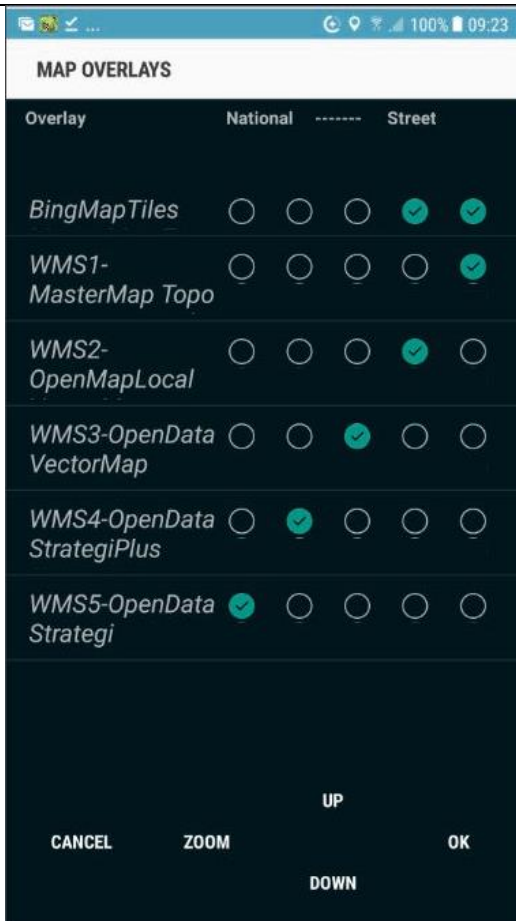 ... 100% 09:23
MAP OVERLAYS
Overlay National ------- Street
BingMapTiles
WMS1-
MasterMap Topo
WMS2-
OpenMapLocal
WMS3-OpenData
VectorMap
WMS4-OpenData
StrategiPlus
WMS5-OpenData
Strategi
UP
CANCEL ZOOM OK
DOWN